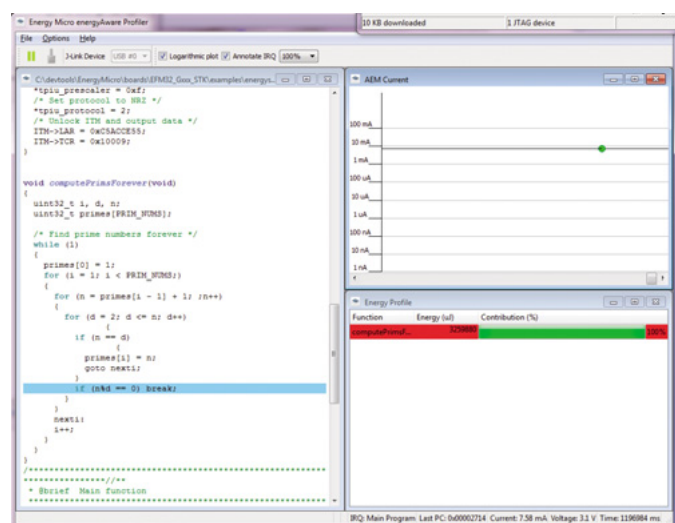 Energy Micro energyAware Profiler
10 KB downloaded 1 JTAG device
File Options Help
J-Link Device USB #0 Logarithmic plot Annotate IRQ 100%
C:\devtools\EnergyMicro\boards\EFM32_Gxxx_STK\examples\energys..
*tpiu_prescaler = 0xf;
/* Set protocol to NRZ */
*tpiu_protocol = 2;
/* Unlock ITM and output data */
ITM->LAR = 0xC5ACCE55;
ITM->TCR = 0x10009;
}
void computePrimsForever(void)
{
uint32_t i, d, n;
uint32_t primes[PRIM_NUMS];
/* Find prime numbers forever */
while (1)
{
primes[0] = 1;
for (i = 1; i < PRIM_NUMS;)
{
for (n = primes[i - 1] + 1; ;n++)
{
for (d = 2; d <= n; d++)
{
if (n == d)
{
primes[i] = n;
goto nexti;
}
if (n%d == 0) break;
}
}
nexti:
i++;
}
}
}
/************************************************************
*****************//**
* @brief Main function
************************************************************
AEM Current
100 mA
10 mA
1 mA
100 uA
10 uA
1 uA
100 nA
10 nA
1 nA
Energy Profile
Function Energy (uJ) Contribution (%)
computePrimsF... 3259880 100%
IRQ: Main Program Last PC: 0x00002714 Current: 7.58 mA Voltage: 3.1 V Time: 1196984 ms